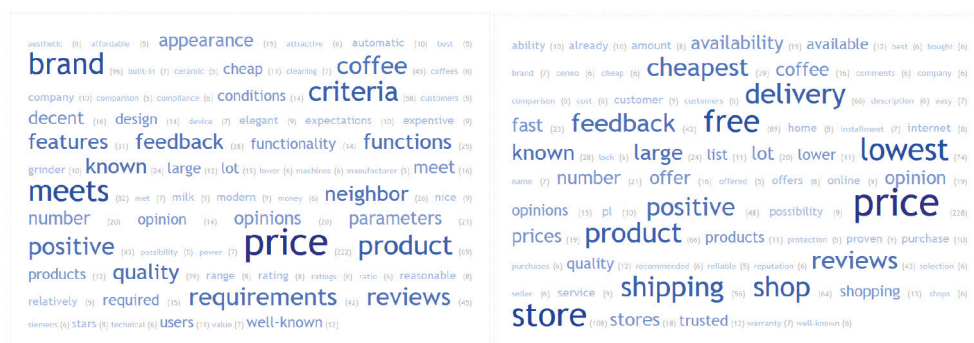 aesthetic (6) affordable (5) appearance (19) attractive (6) automatic (10) best (5)
brand (96) built-in (7) ceramic (5) cheap (11) cleaning (7) coffee (45) coffees (6)
company (10) comparison (5) compliance (6) conditions (14) criteria (58) customers (5)
decent (16) design (14) device (7) elegant (9) expectations (10) expensive (9)
features (31) feedback (28) functionality (14) functions (25)
grinder (10) known (24) large (12) lot (15) lower (6) machines (6) manufacturer (5) meet (16)
meets (82) met (7) milk (9) modern (9) money (6) neighbor (26) nice (9)
number (20) opinion (14) opinions (20) parameters (21)
positive (43) possibility (5) power (7) price (222) product (69)
products (12) quality (29) range (8) rating (8) ratings (6) ratio (6) reasonable (8)
relatively (9) required (15) requirements (42) reviews (45)
siemens (6) stars (8) technical (6) users (11) value (7) well-known (12)
ability (10) already (10) amount (8) availability (15) available (12) best (6) bought (6)
brand (7) ceneo (6) cheap (6) cheapest (39) coffee (16) comments (6) company (6)
comparison (6) cost (6) customer (9) customers (6) delivery (66) description (6) easy (7)
fast (23) feedback (43) free (89) home (8) installment (7) internet (8)
known (28) lack (6) large (24) list (11) lot (20) lower (11) lowest (74)
name (7) number (21) offer (16) offered (5) offers (8) online (9) opinion (19)
opinions (15) pl (10) positive (48) possibility (9) price (228)
prices (19) product (66) products (11) protection (5) proven (9) purchase (10)
purchases (6) quality (12) recommended (6) reliable (5) reputation (6) reviews (43) selection (6)
seller (6) service (9) shipping (56) shop (64) shopping (13) shops (6)
store (108) stores (18) trusted (12) warranty (7) well-known (6)